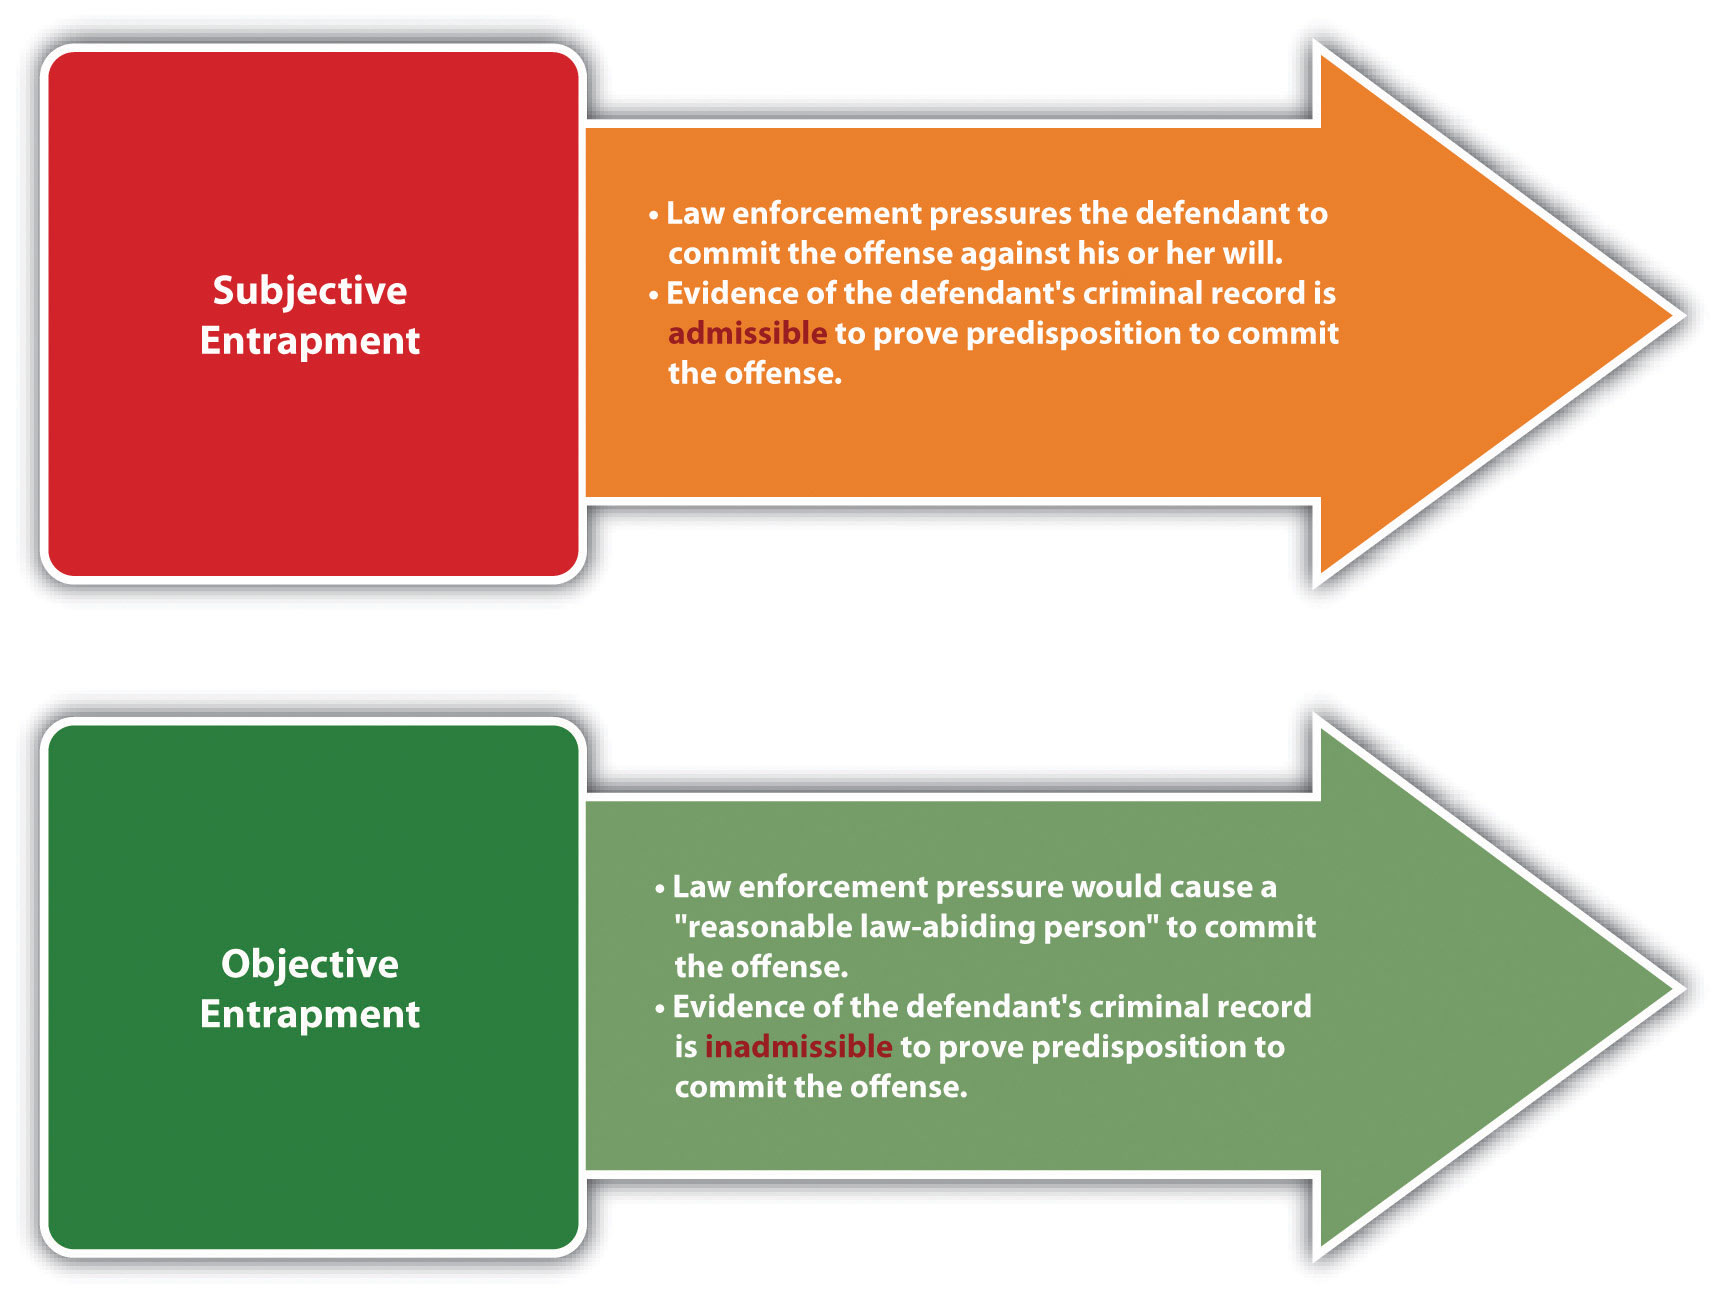 Subjective
Entrapment
• Law enforcement pressures the defendant to
commit the offense against his or her will.
• Evidence of the defendant's criminal record is
admissible to prove predisposition to commit
the offense.
Objective
Entrapment
• Law enforcement pressure would cause a
"reasonable law-abiding person" to commit
the offense.
• Evidence of the defendant's criminal record
is inadmissible to prove predisposition to
commit the offense.